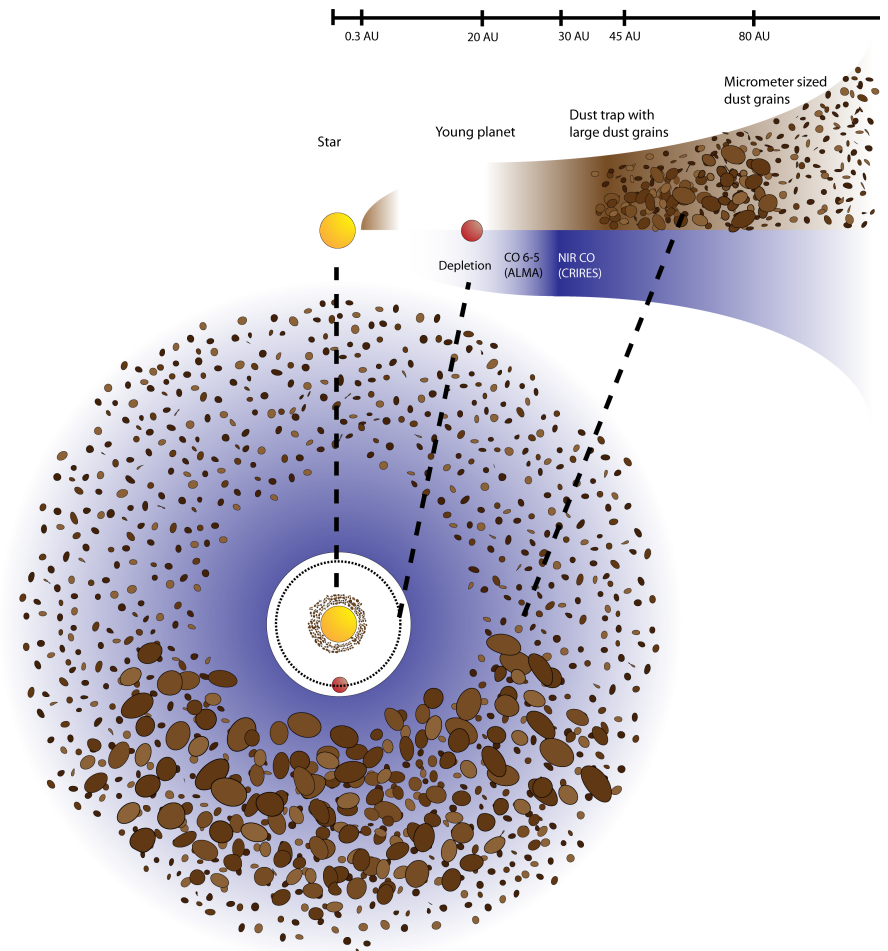 0.3 AU
20 AU
30 AU
45 AU
80 AU
Micrometer sized
dust grains
Dust trap with
large dust grains
Young planet
Star
Depletion
CO 6-5
(ALMA)
NIR CO
(CRIRES)